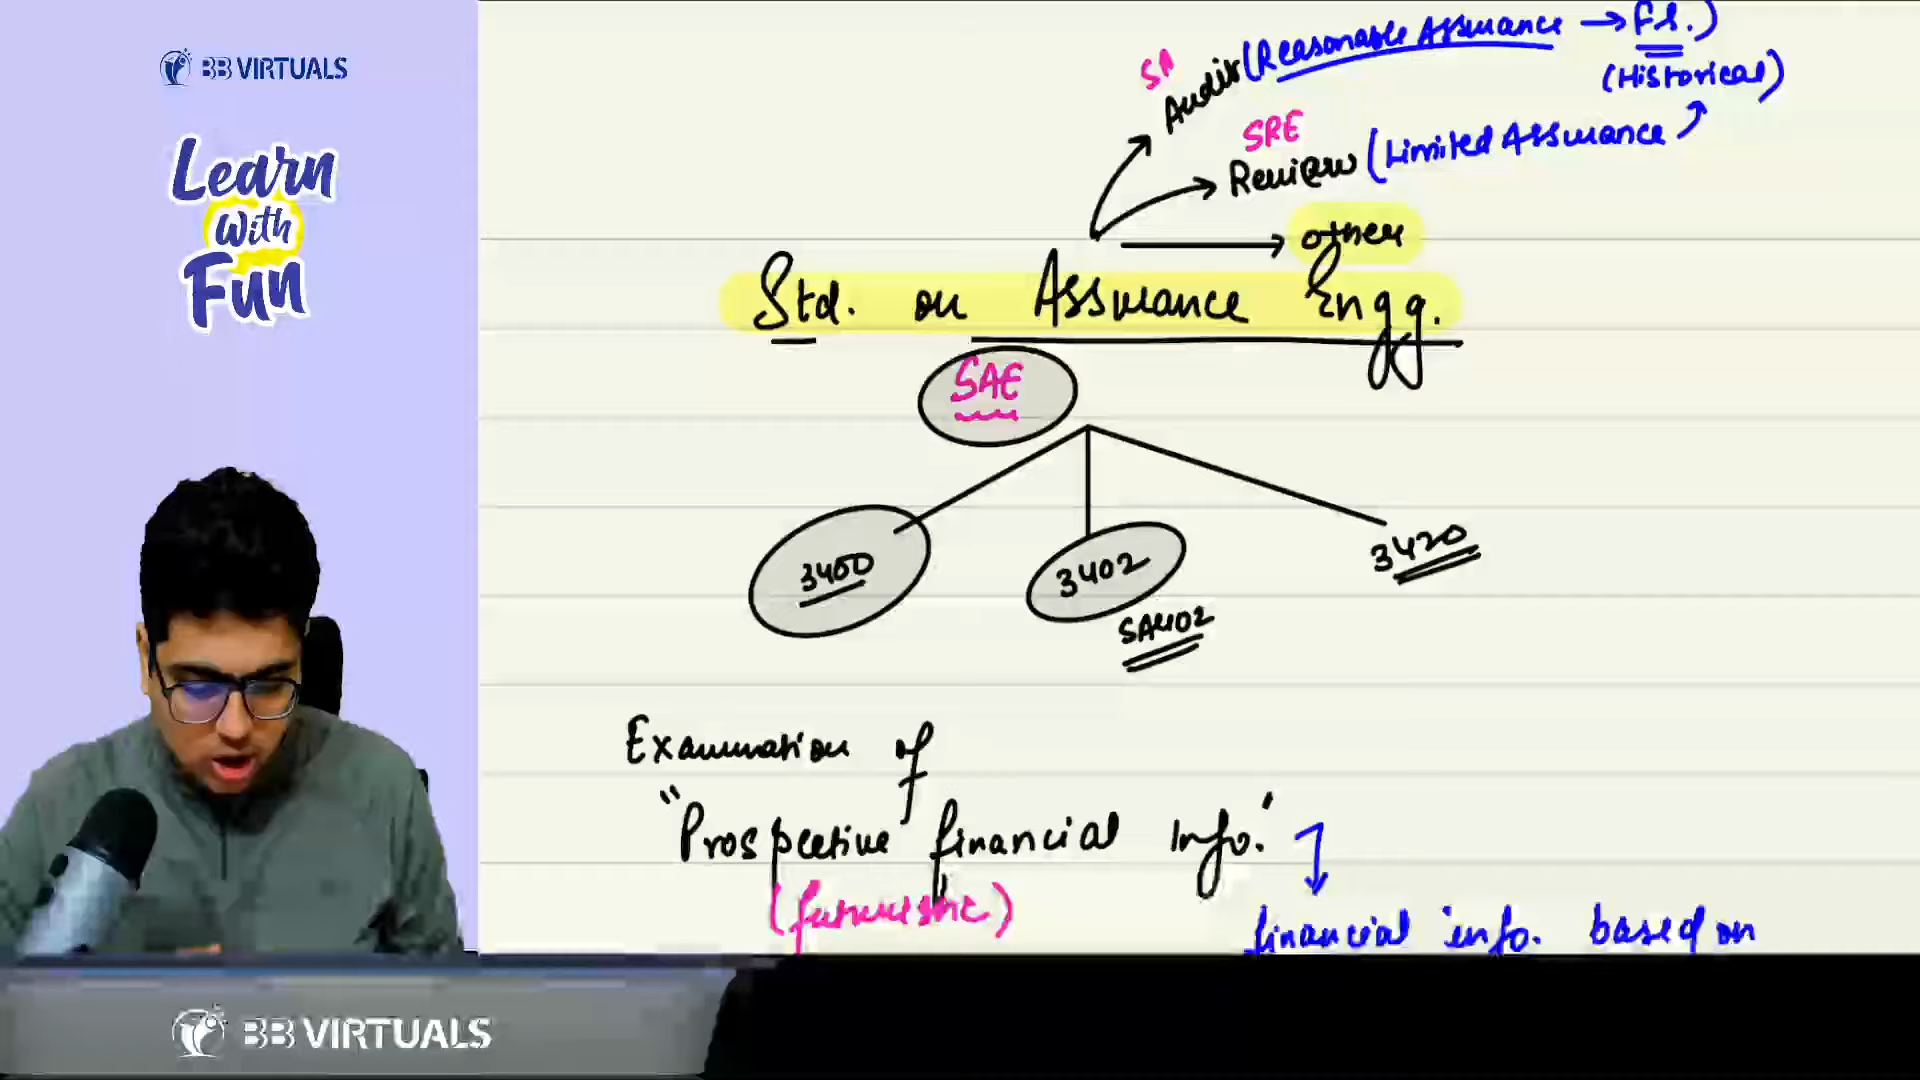 BB VIRTUALS
Learn
With
Fun
SA
Audit (Reasonable Assurance → F.S.)
(Historical)
SRE
Review (Limited Assurance
→ other
Std. on Assurance Engg.
SAE
3400
3402
3420
SA402
Examination of
"Prospective financial Info."
(futuristic)
financial info. based on
BB VIRTUALS